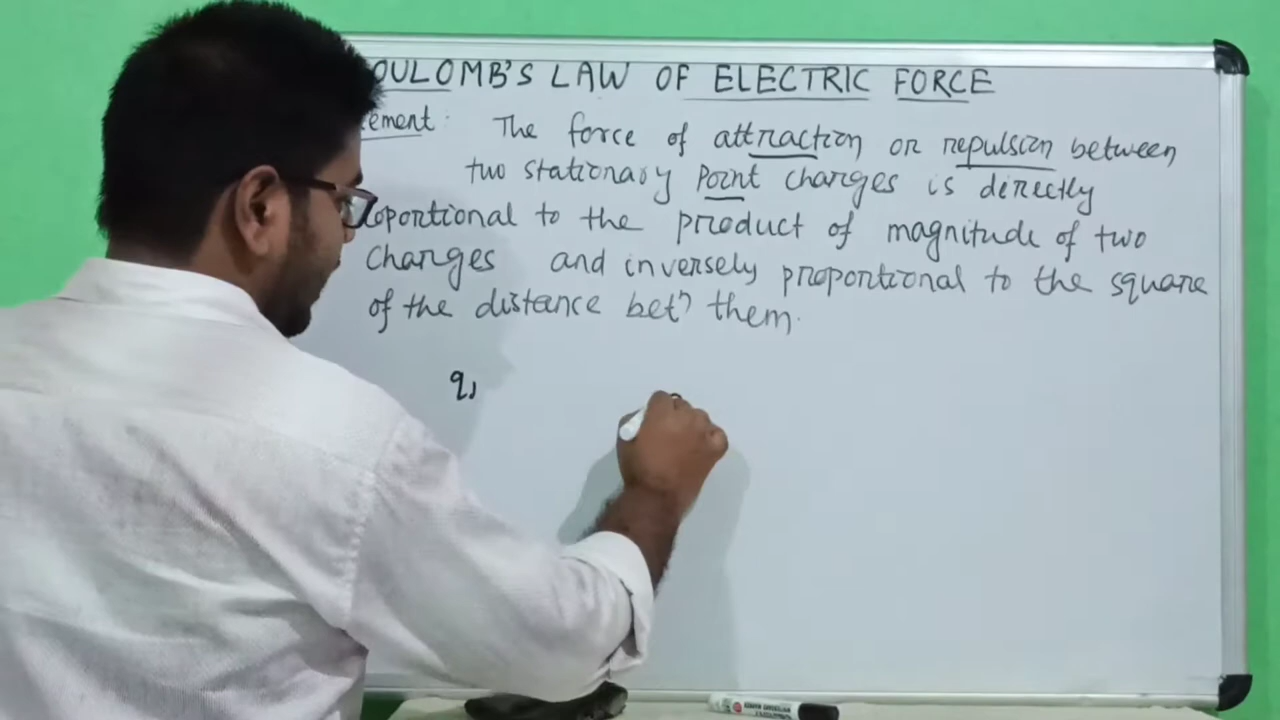 OULOMB'S LAW OF ELECTRIC FORCE
ement : The force of attraction or repulsion between
two stationary Point charges is directly
oportional to the product of magnitude of two
Charges and inversely proportional to the square
of the distance betⁿ them.
q₁